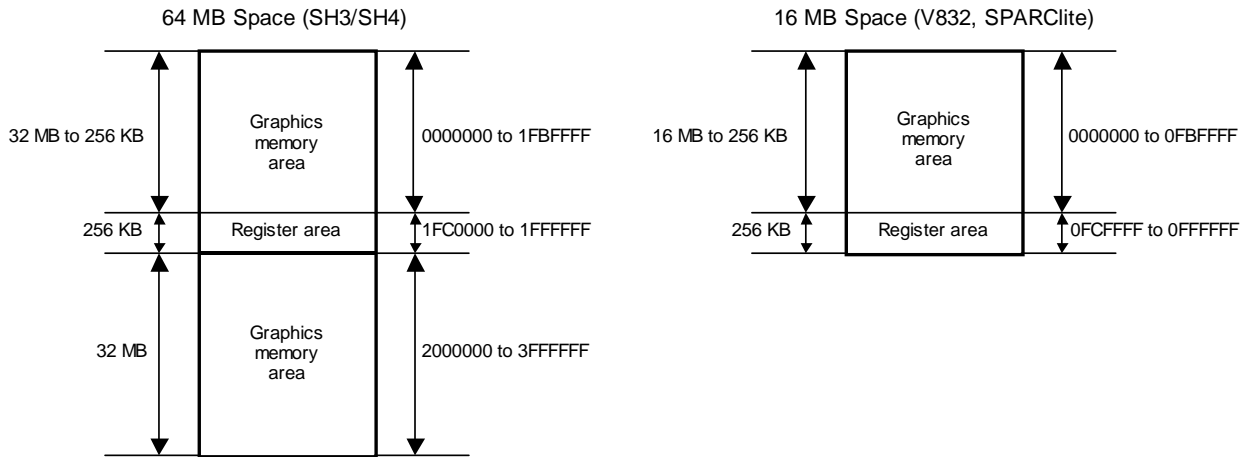 64 MB Space (SH3/SH4)
32 MB to 256 KB
Graphics
memory
area
0000000 to 1FBFFFF
256 KB
Register area
1FC0000 to 1FFFFFF
32 MB
Graphics
memory
area
2000000 to 3FFFFFF
16 MB Space (V832, SPARClite)
16 MB to 256 KB
Graphics
memory
area
0000000 to 0FBFFFF
256 KB
Register area
0FCFFFF to 0FFFFFF